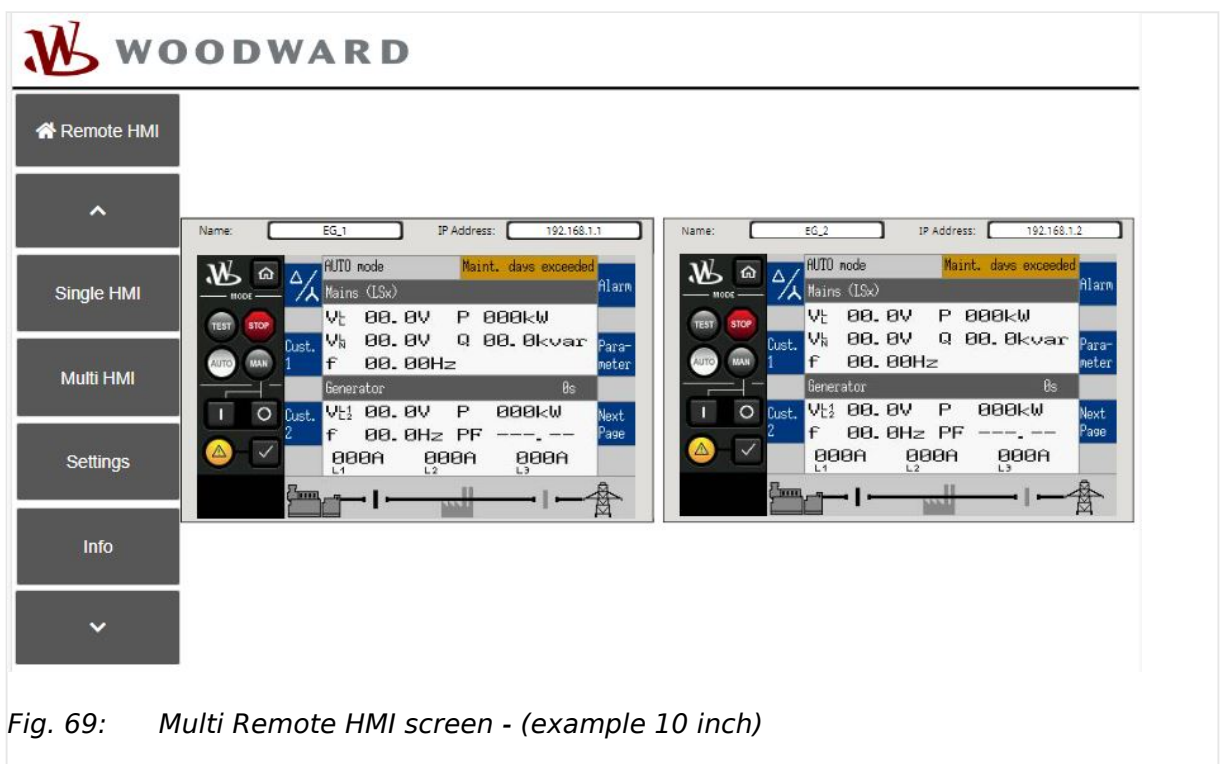 WOODWARD
Remote HMI
Single HMI
Multi HMI
Settings
Info
Name: EG_1 IP Address: 192.168.1.1
MODE
TEST STOP
AUTO MAN
I O
AUTO mode Maint. days exceeded
Alarm
Mains (LSx)
00.0V P 000kW
00.0V Q 00.0kvar
f 00.00Hz
Cust.
1
Para-
meter
Generator 0s
00.0V P 000kW
f 00.0Hz PF ---.--
000A 000A 000A
L1 L2 L3
Cust.
2
Next
Page
Name: EG_2 IP Address: 192.168.1.2
MODE
TEST STOP
AUTO MAN
I O
AUTO mode Maint. days exceeded
Alarm
Mains (LSx)
00.0V P 000kW
00.0V Q 00.0kvar
f 00.00Hz
Cust.
1
Para-
meter
Generator 0s
00.0V P 000kW
f 00.0Hz PF ---.--
000A 000A 000A
L1 L2 L3
Cust.
2
Next
Page
Fig. 69: Multi Remote HMI screen - (example 10 inch)